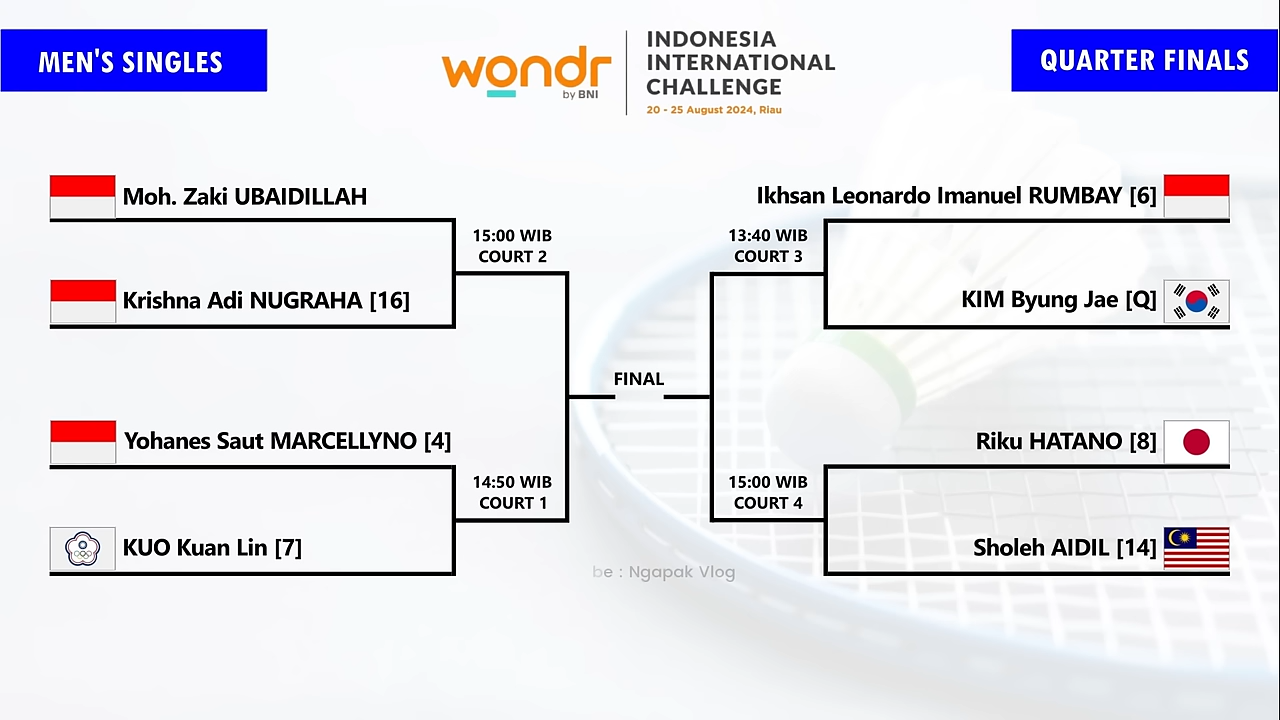 MEN'S SINGLES
wondr
by BNI
INDONESIA
INTERNATIONAL
CHALLENGE
20 - 25 August 2024, Riau
QUARTER FINALS
Moh. Zaki UBAIDILLAH
15:00 WIB
COURT 2
Krishna Adi NUGRAHA [16]
Yohanes Saut MARCELLYNO [4]
14:50 WIB
COURT 1
KUO Kuan Lin [7]
FINAL
Ikhsan Leonardo Imanuel RUMBAY [6]
13:40 WIB
COURT 3
KIM Byung Jae [Q]
Riku HATANO [8]
15:00 WIB
COURT 4
Sholeh AIDIL [14]
be : Ngapak Vlog